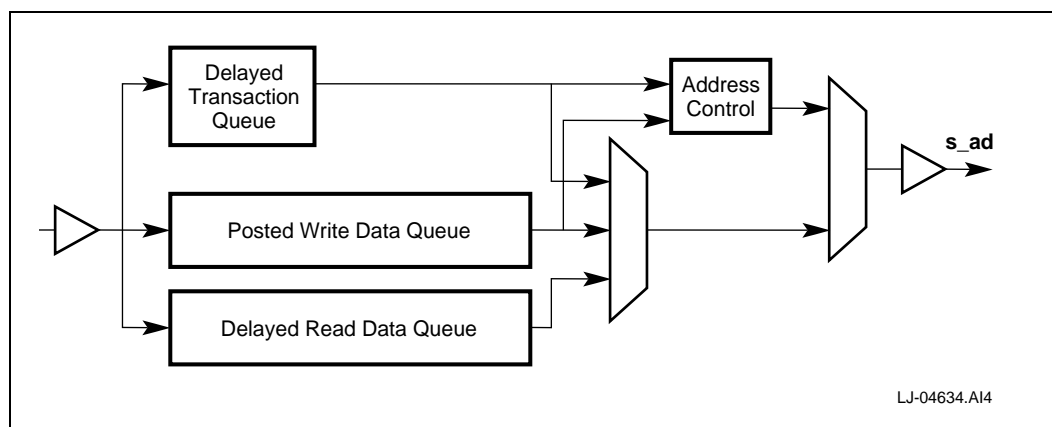 Delayed
Transaction
Queue
Address
Control
s_ad
Posted Write Data Queue
Delayed Read Data Queue
LJ-04634.AI4